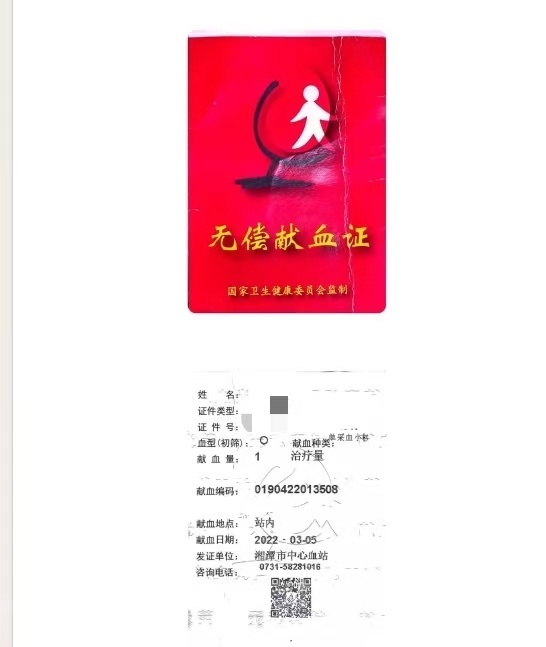 无偿献血证
国家卫生健康委员会监制
姓 名:
证件类型:
证 件 号:
血型(初筛): O 献血种类: 单采血小板
献 血 量: 1 治疗量
献血编码: 0190422013508
献血地点: 站内
献血日期: 2022 - 03-05
发证单位: 湘潭市中心血站
咨询电话: 0731-58281016